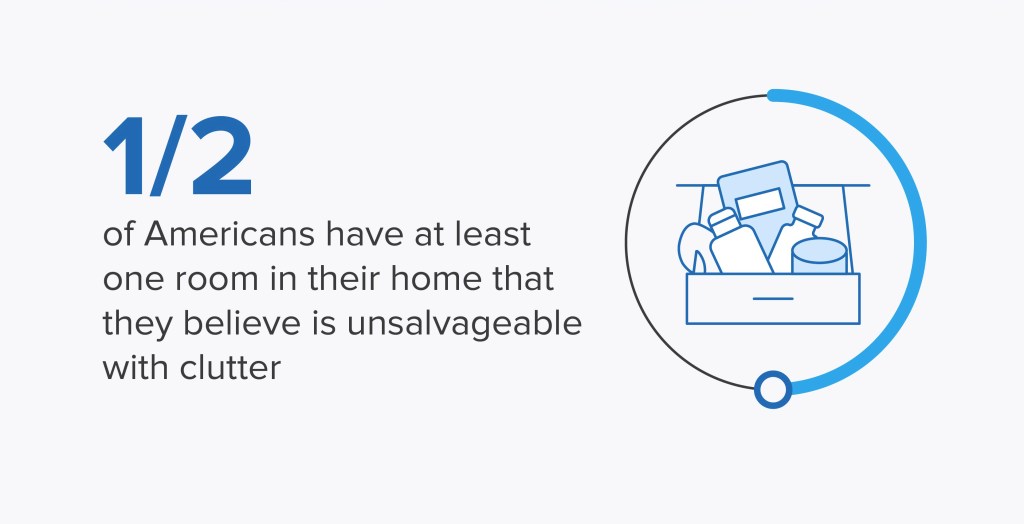 1/2
of Americans have at least
one room in their home that
they believe is unsalvageable
with clutter